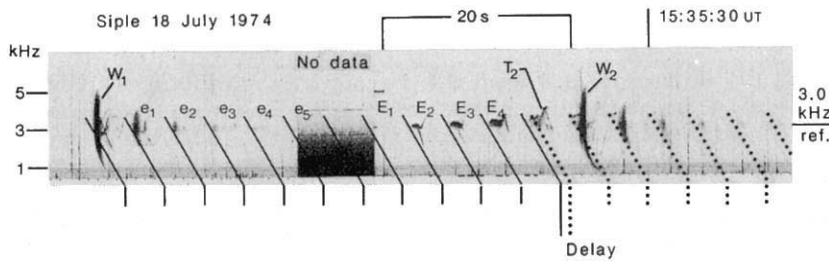 Siple 18 July 1974
20s
15:35:30 UT
kHz
No data
W1
T2
W2
5
3
1
e1 e2 e3 e4 e5 E1 E2 E3 E4
3.0
kHz
ref.
Delay